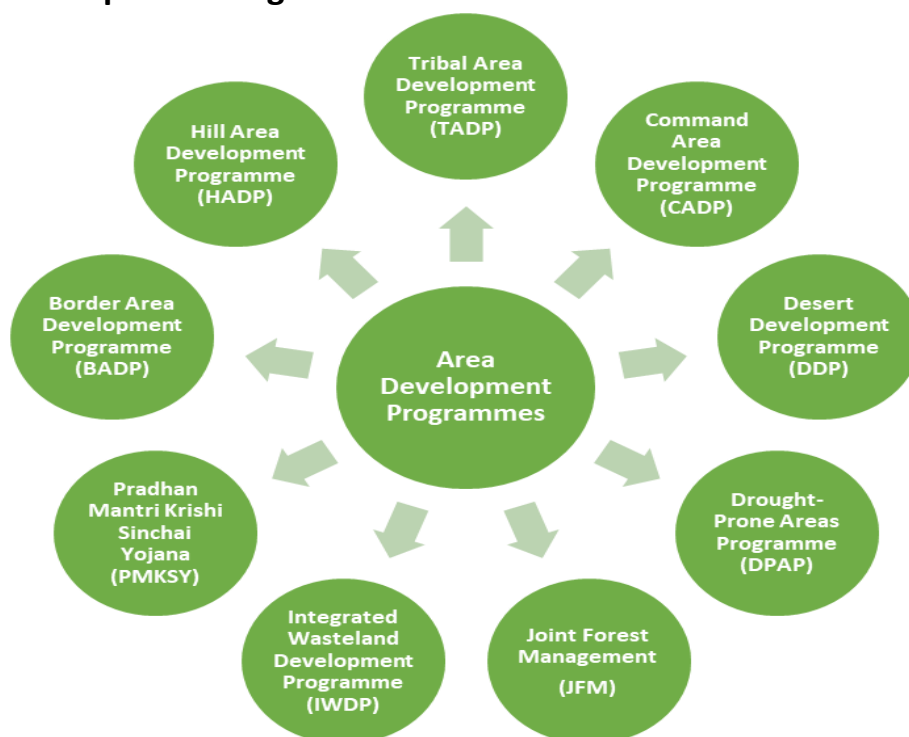 Tribal Area
Development
Programme
(TADP)
Command
Area
Development
Programme
(CADP)
Desert
Development
Programme
(DDP)
Drought-
Prone Areas
Programme
(DPAP)
Joint Forest
Management
(JFM)
Integrated
Wasteland
Development
Programme
(IWDP)
Pradhan
Mantri Krishi
Sinchai
Yojana
(PMKSY)
Border Area
Development
Programme
(BADP)
Hill Area
Development
Programme
(HADP)
Area
Development
Programmes